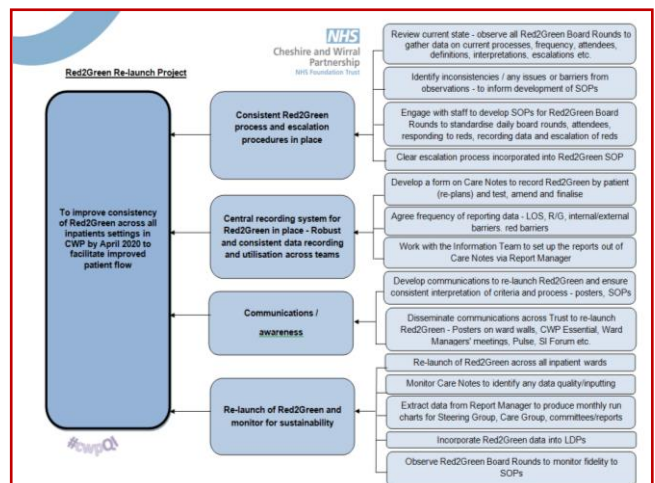 NHS
Cheshire and Wirral
Partnership
NHS Foundation Trust
Red2Green Re-launch Project
To improve consistency
of Red2Green across all
inpatients settings in
CWP by April 2020 to
facilitate improved
patient flow
#cwpQI
Consistent Red2Green
process and escalation
procedures in place
Review current state - observe all Red2Green Board Rounds to
gather data on current processes, frequency, attendees,
definitions, interpretations, escalations etc.
Identify inconsistencies / any issues or barriers from
observations - to inform development of SOPs
Engage with staff to develop SOPs for Red2Green Board
Rounds to standardise daily board rounds, attendees,
responding to reds, recording data and escalation of reds
Clear escalation process incorporated into Red2Green SOP
Central recording system for
Red2Green in place - Robust
and consistent data recording
and utilisation across teams
Develop a form on Care Notes to record Red2Green by patient
(re-plans) and test, amend and finalise
Agree frequency of reporting data - LOS, R/G, internal/external
barriers. red barriers
Work with the Information Team to set up the reports out of
Care Notes via Report Manager
Communications /
awareness
Develop communications to re-launch Red2Green and ensure
consistent interpretation of criteria and process - posters, SOPs
Disseminate communications across Trust to re-launch
Red2Green - Posters on ward walls, CWP Essential, Ward
Managers' meetings, Pulse, SI Forum etc.
Re-launch of Red2Green and
monitor for sustainability
Re-launch of Red2Green across all inpatient wards
Monitor Care Notes to identify any data quality/inputting
Extract data from Report Manager to produce monthly run
charts for Steering Group, Care Group, committees/reports
Incorporate Red2Green data into LDPs
Observe Red2Green Board Rounds to monitor fidelity to
SOPs